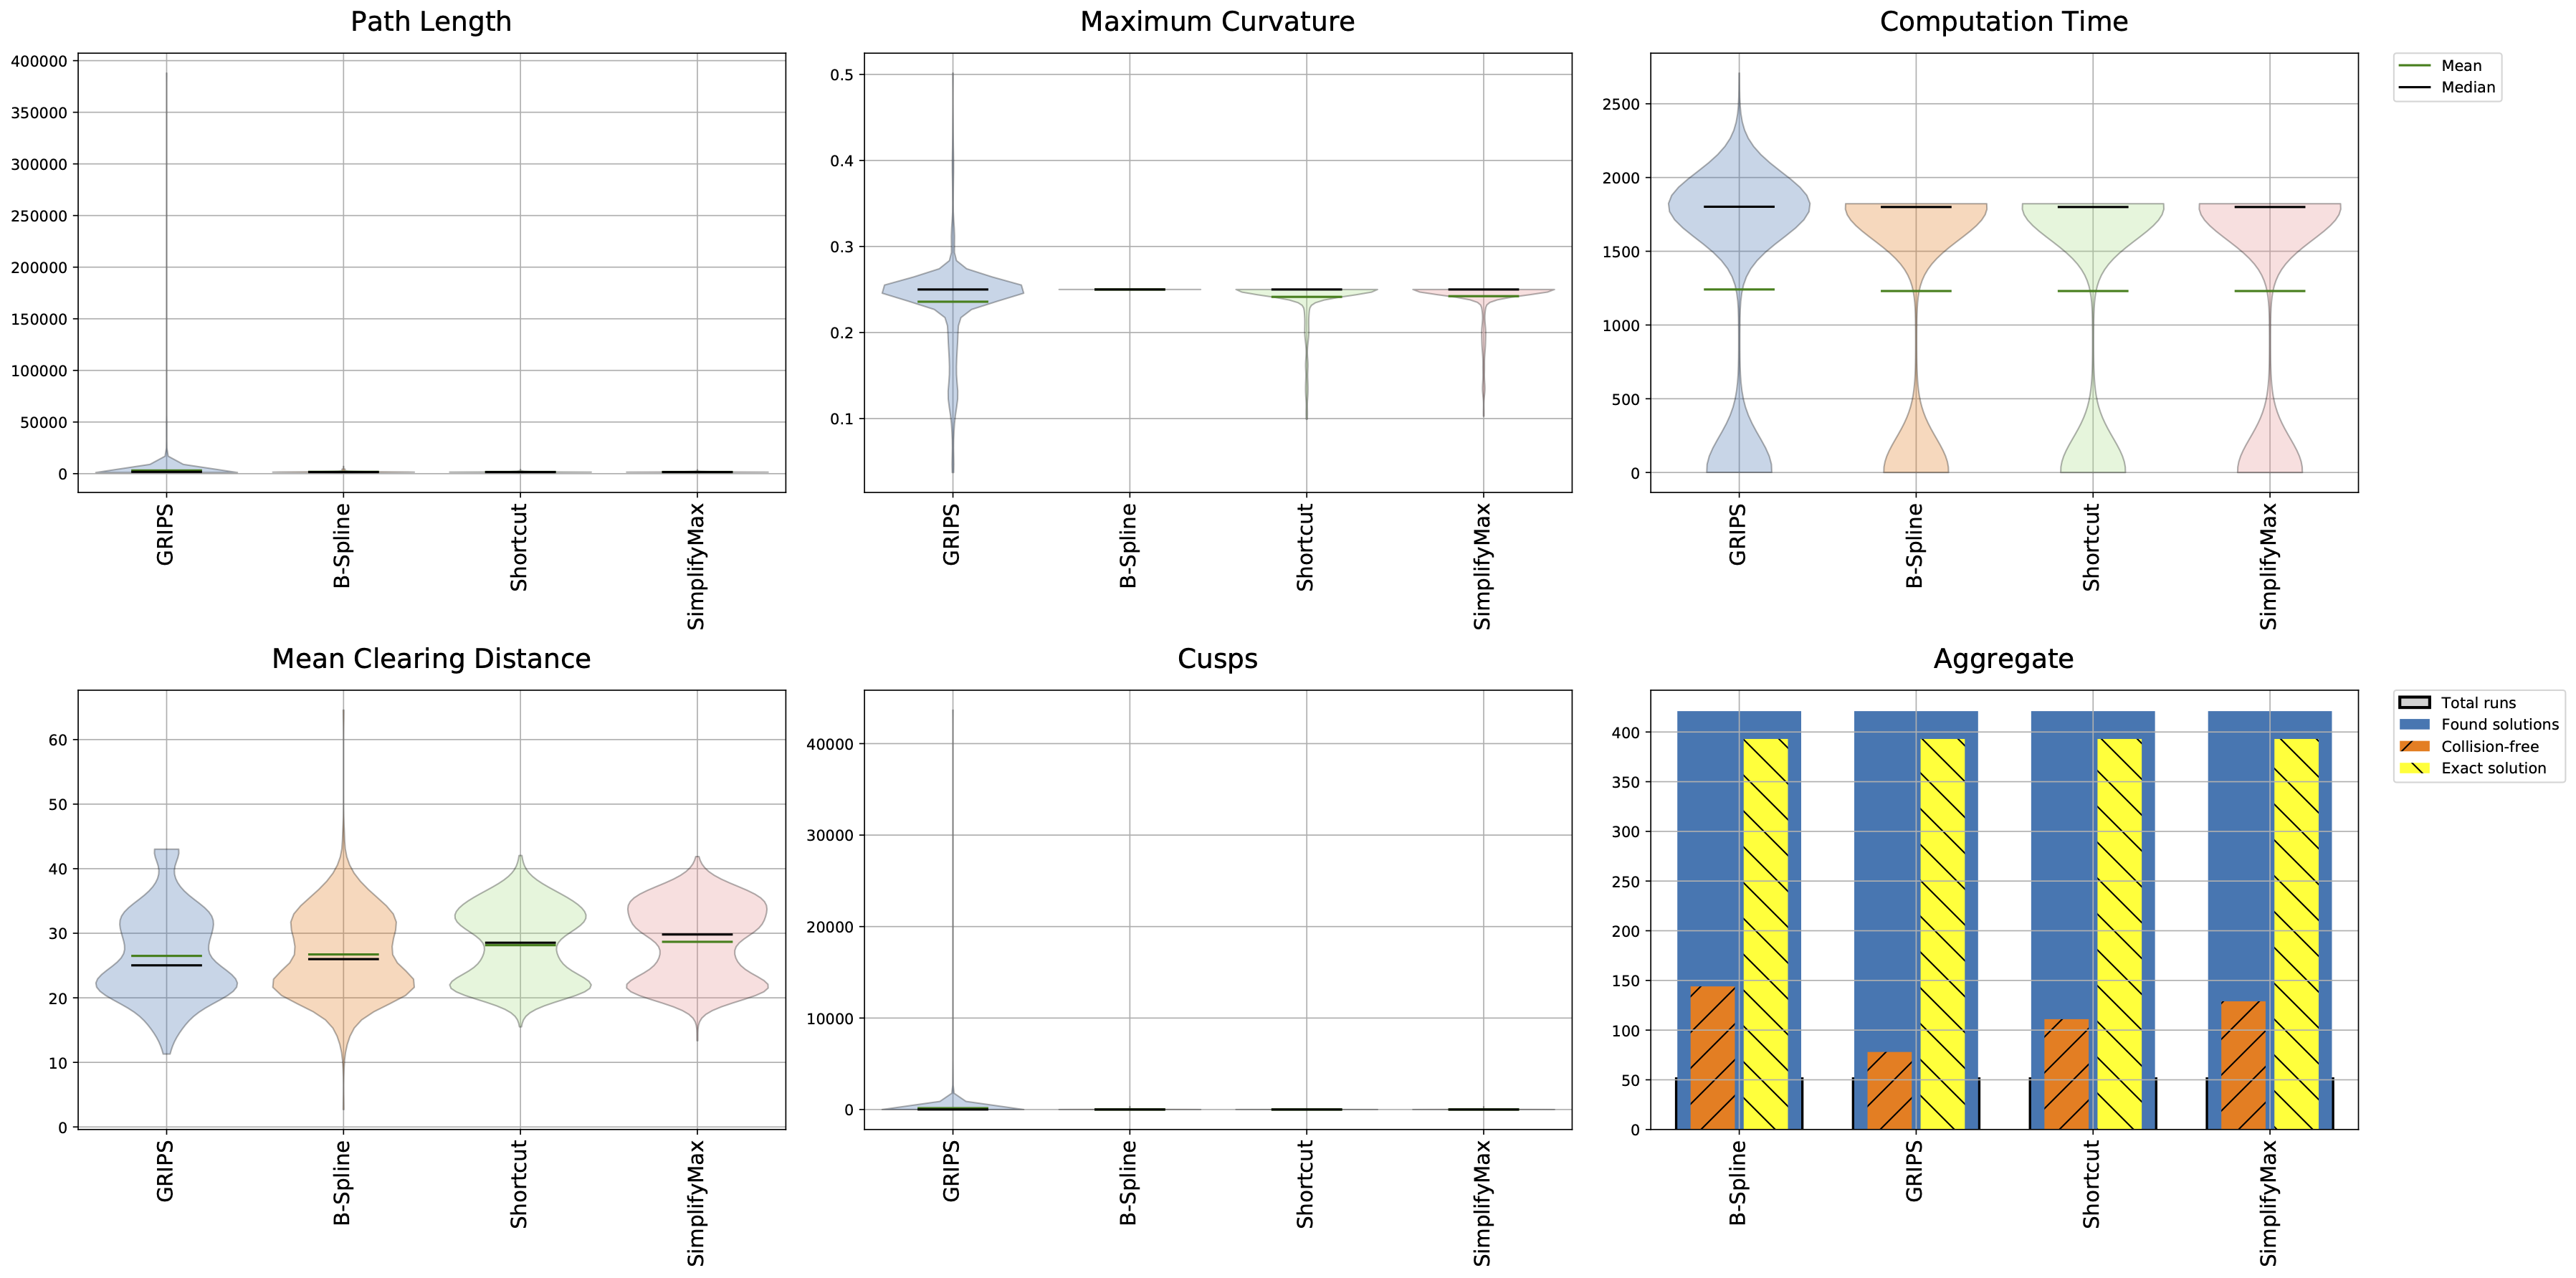 Path Length
400000
350000
300000
250000
200000
150000
100000
50000
0
GRIPS
B-Spline
Shortcut
SimplifyMax
Maximum Curvature
0.5
0.4
0.3
0.2
0.1
GRIPS
B-Spline
Shortcut
SimplifyMax
Computation Time
2500
2000
1500
1000
500
0
GRIPS
B-Spline
Shortcut
SimplifyMax
Mean
Median
Mean Clearing Distance
60
50
40
30
20
10
0
GRIPS
B-Spline
Shortcut
SimplifyMax
Cusps
40000
30000
20000
10000
0
GRIPS
B-Spline
Shortcut
SimplifyMax
Aggregate
400
350
300
250
200
150
100
50
0
B-Spline
GRIPS
Shortcut
SimplifyMax
Total runs
Found solutions
Collision-free
Exact solution